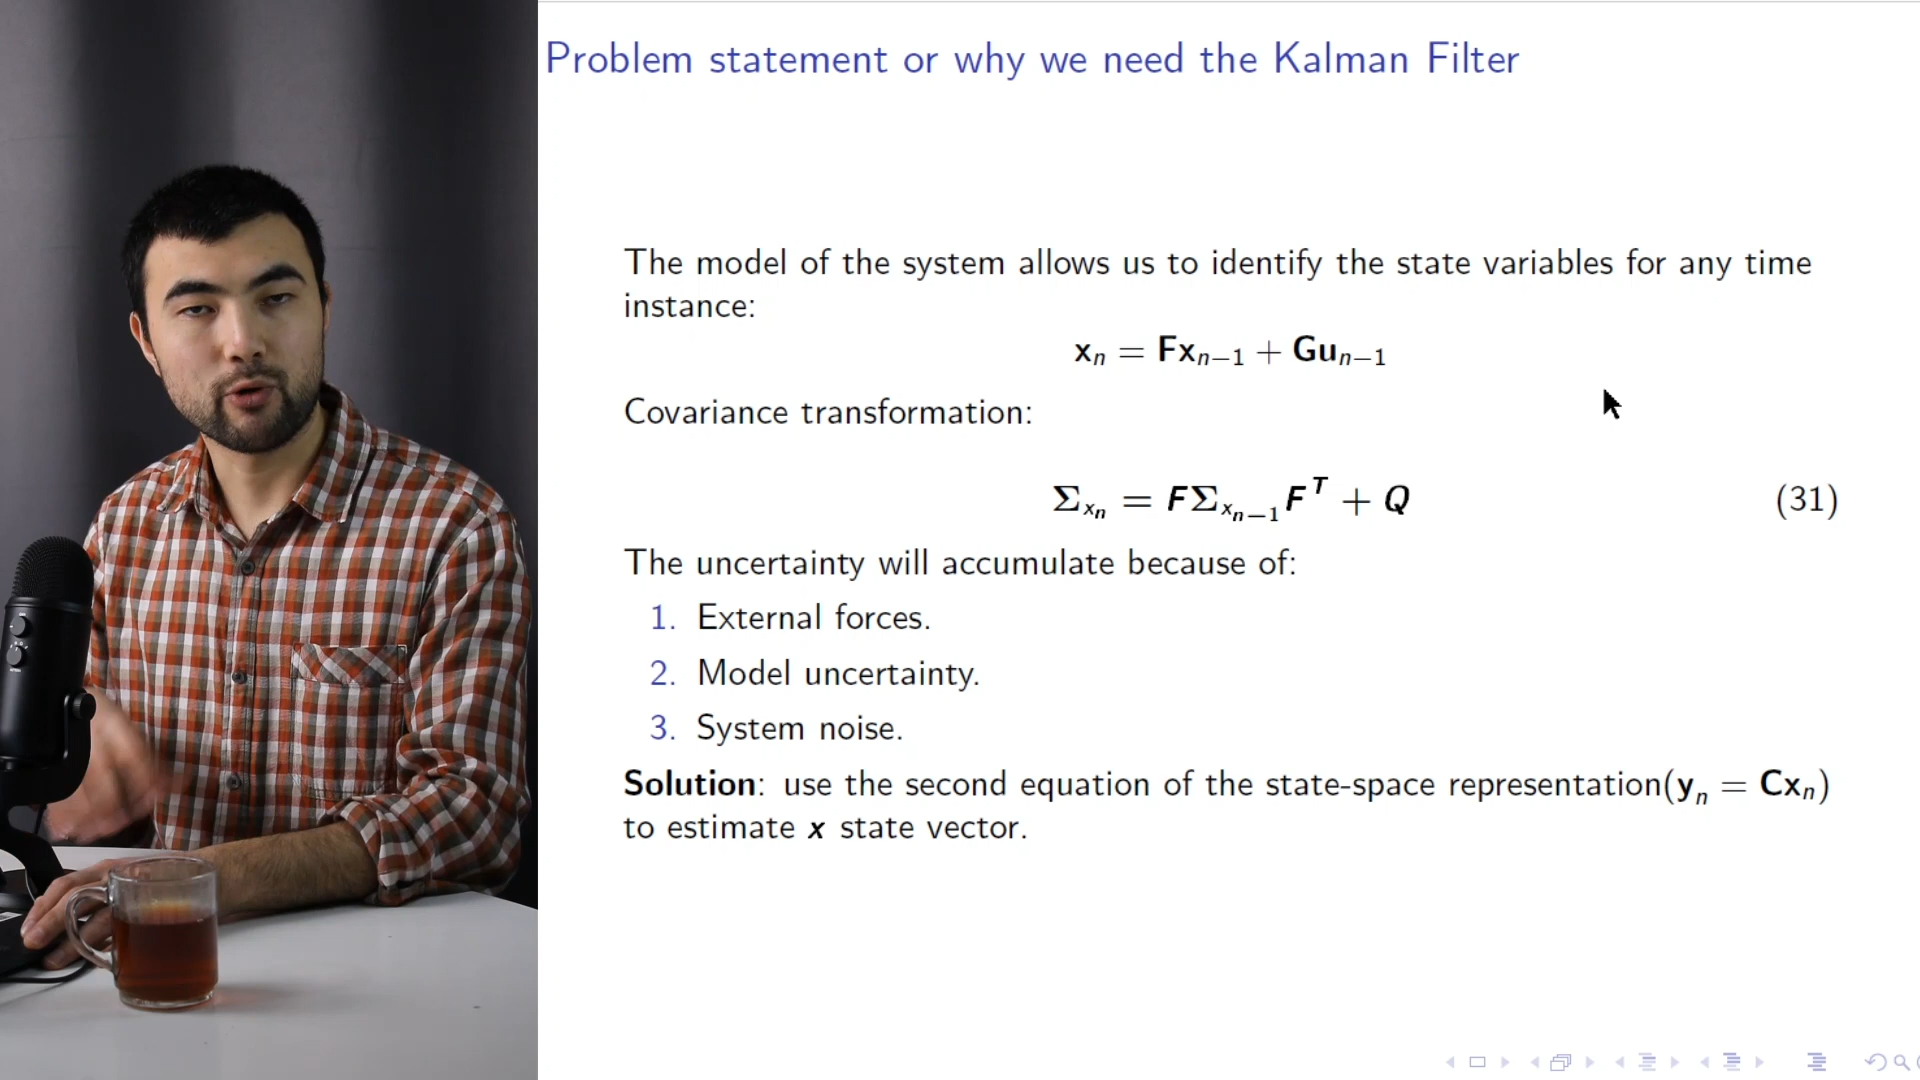 Problem statement or why we need the Kalman Filter
The model of the system allows us to identify the state variables for any time
instance:
𝐱ₙ = 𝐅𝐱ₙ₋₁ + 𝐆𝐮ₙ₋₁
Covariance transformation:
Σₓₙ = 𝑭Σₓₙ₋₁𝑭ᵀ + 𝑄 (31)
The uncertainty will accumulate because of:
1. External forces.
2. Model uncertainty.
3. System noise.
Solution: use the second equation of the state-space representation(𝐲ₙ = 𝐂𝐱ₙ)
to estimate 𝒙 state vector.